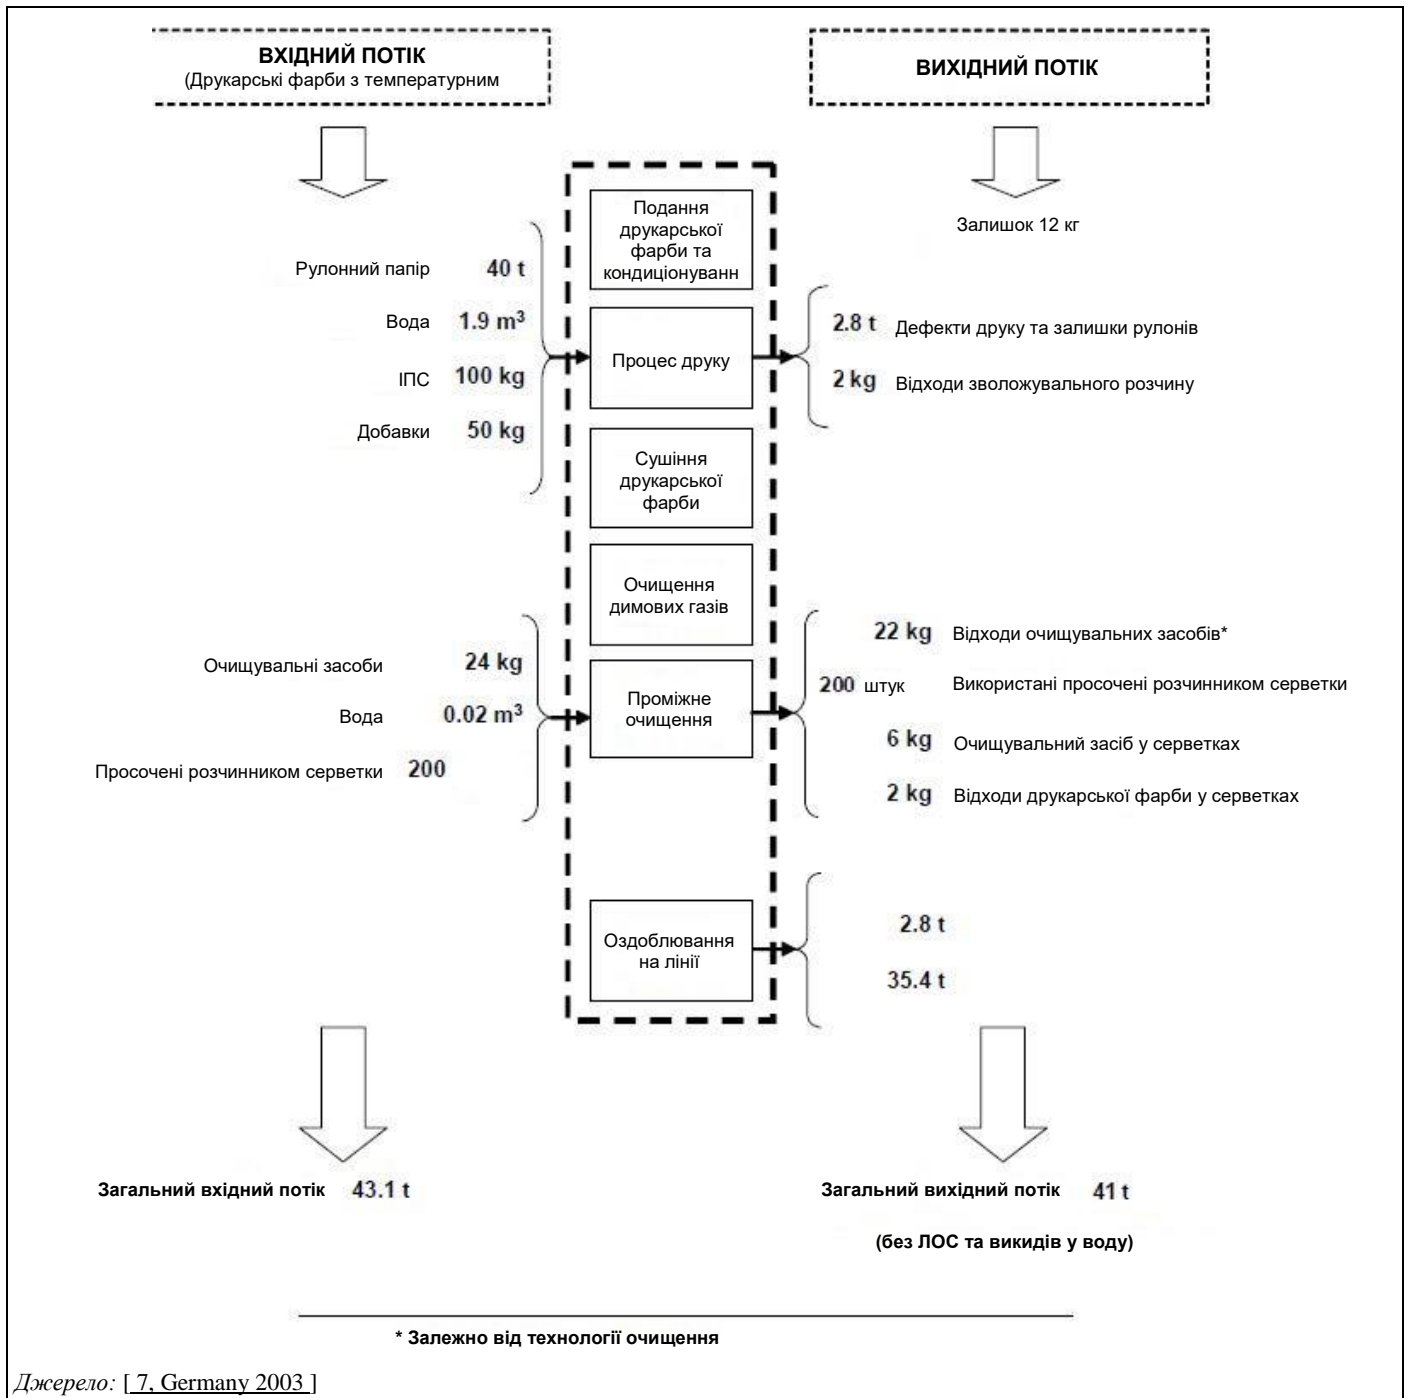 ВХІДНИЙ ПОТІК
(Друкарські фарби з температурним
ВИХІДНИЙ ПОТІК
Подання
друкарської
фарби та
кондиціонуванн
Залишок 12 кг
Рулонний папір 40 t
Вода 1.9 m³
ІПС 100 kg
Добавки 50 kg
Процес друку
2.8 t Дефекти друку та залишки рулонів
2 kg Відходи зволожувального розчину
Сушіння
друкарської
фарби
Очищення
димових газів
Очищувальні засоби 24 kg
Вода 0.02 m³
Просочені розчинником серветки 200
Проміжне
очищення
22 kg Відходи очищувальних засобів*
200 штук Використані просочені розчинником серветки
6 kg Очищувальний засіб у серветках
2 kg Відходи друкарської фарби у серветках
Оздоблювання
на лінії
2.8 t
35.4 t
Загальний вхідний потік 43.1 t
Загальний вихідний потік 41 t
(без ЛОС та викидів у воду)
* Залежно від технології очищення
Джерело: [ 7, Germany 2003 ]